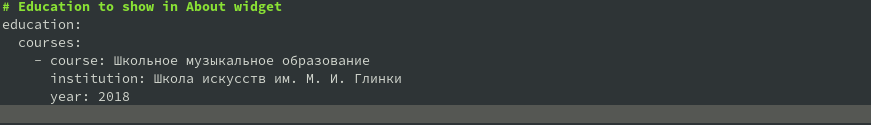 # Education to show in About widget
education:
  courses:
    - course: Школьное музыкальное образование
      institution: Школа искусств им. М. И. Глинки
      year: 2018